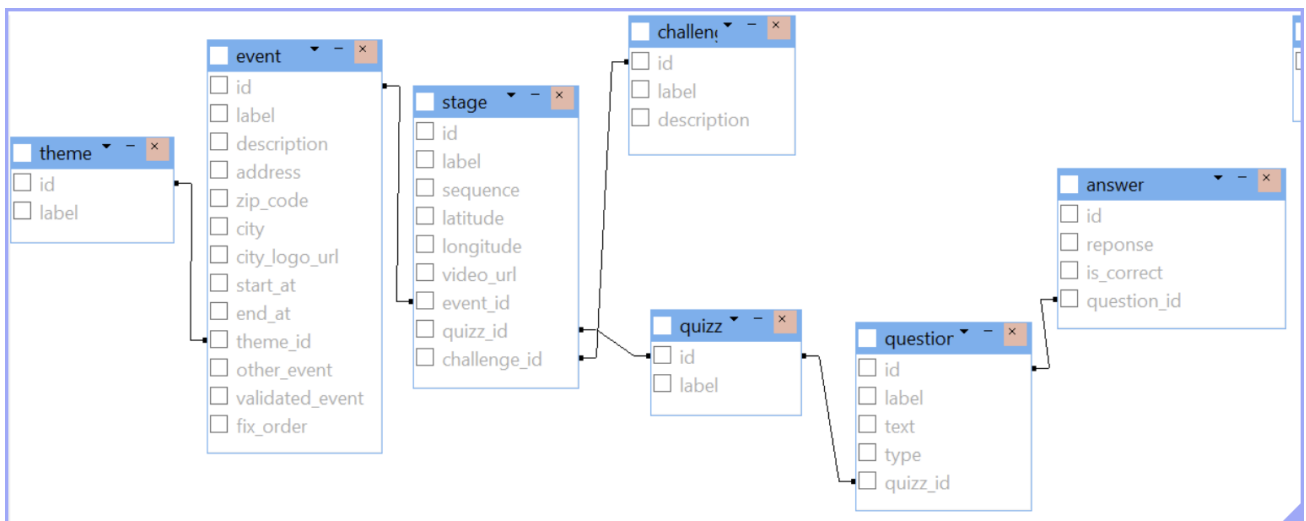 theme
id
label
event
id
label
description
address
zip_code
city
city_logo_url
start_at
end_at
theme_id
other_event
validated_event
fix_order
stage
id
label
sequence
latitude
longitude
video_url
event_id
quizz_id
challenge_id
challeng
id
label
description
quizz
id
label
question
id
label
text
type
quizz_id
answer
id
reponse
is_correct
question_id